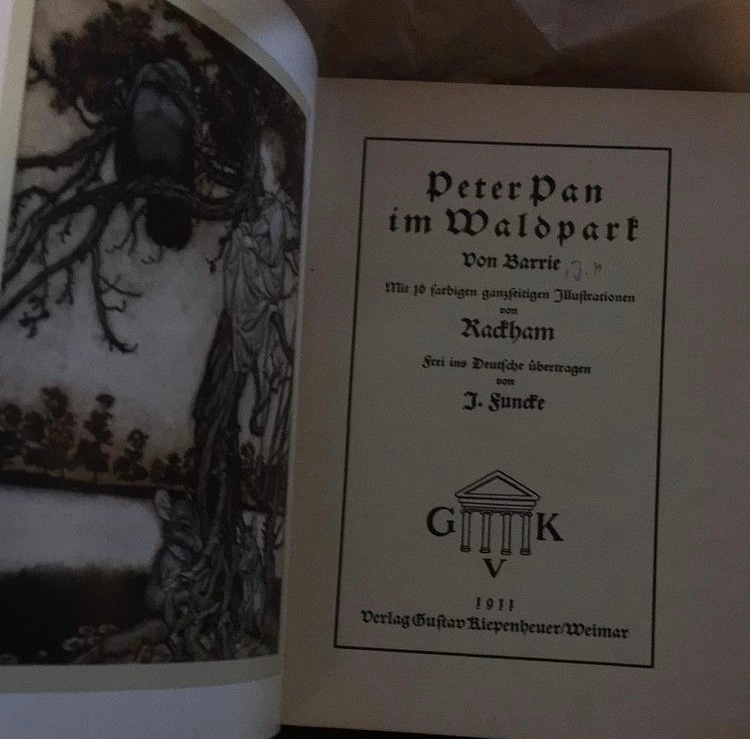 Peter Pan
im Waldpark
Von Barrie, J. M
Mit 16 farbigen ganzseitigen Illustrationen
von
Rackham
Frei ins Deutsche übertragen
von
J. Funcke
G K
V
1911
Verlag Gustav Kiepenheuer/Weimar